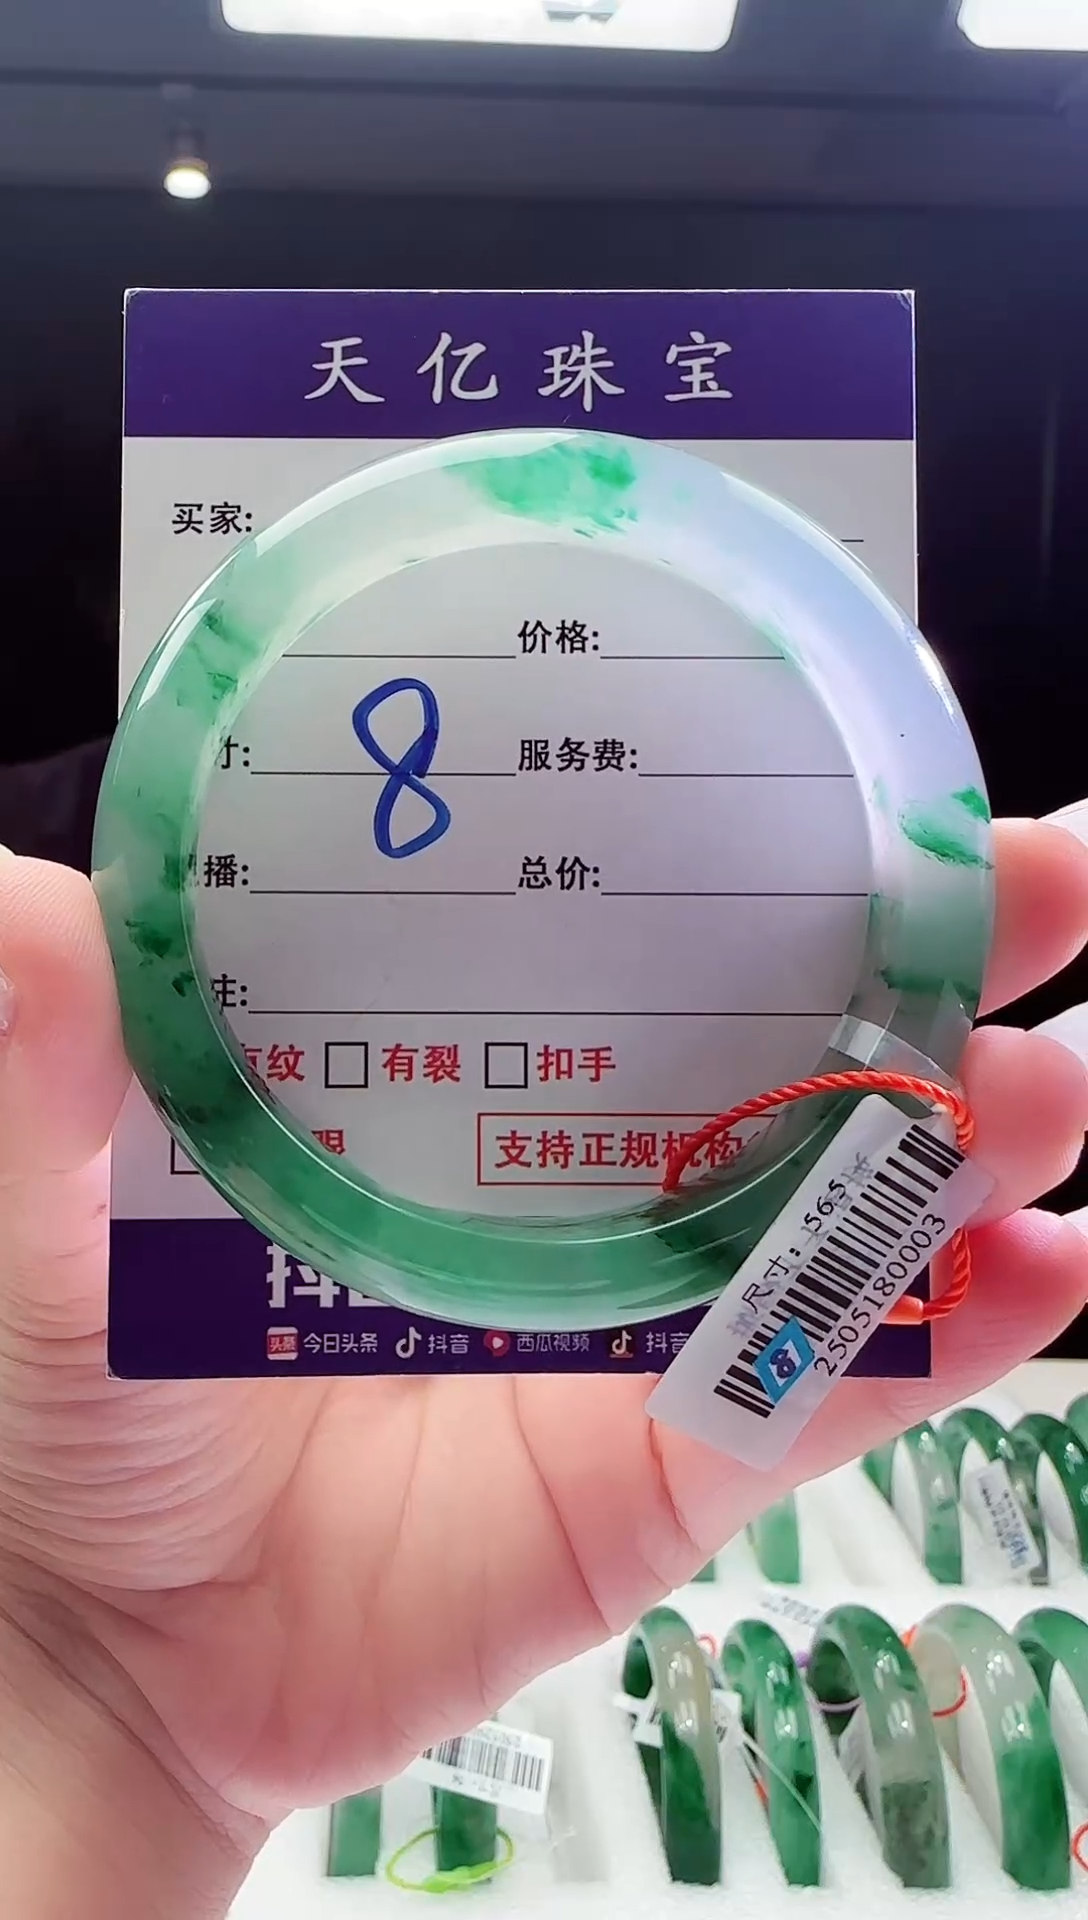 天亿珠宝
买家:
价格:
寸:
8
服务费:
播:
总价:
注:
纹 有裂 扣手
支持正规机构
抖
今日头条 抖音 西瓜视频 抖音
尺寸: 56.5
2505180003
8